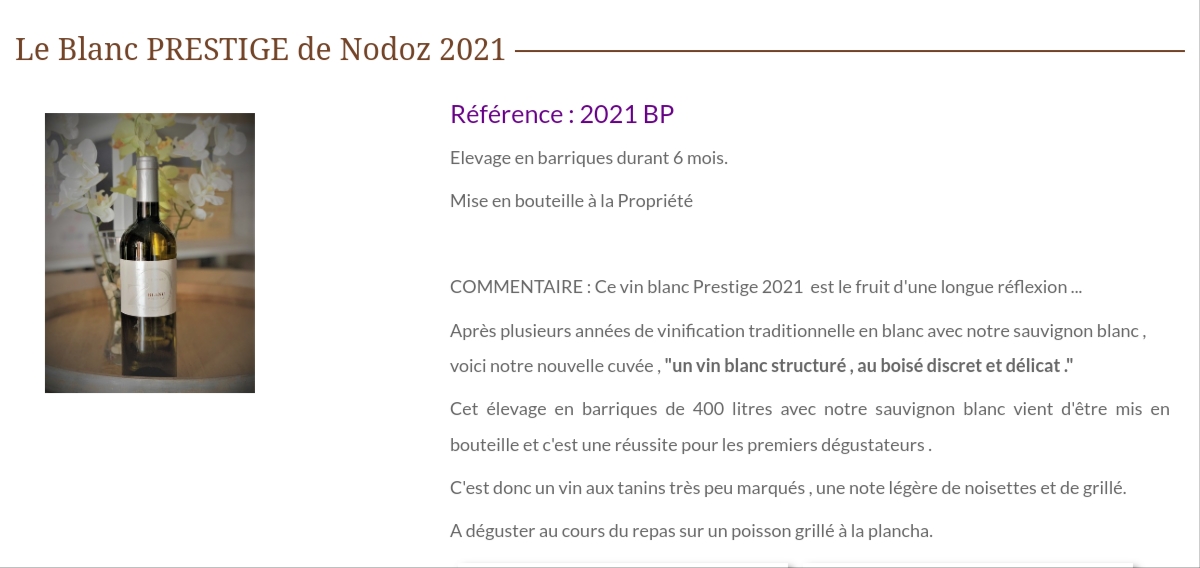 Le Blanc PRESTIGE de Nodoz 2021
Référence : 2021 BP
Elevage en barriques durant 6 mois.
Mise en bouteille à la Propriété
COMMENTAIRE : Ce vin blanc Prestige 2021  est le fruit d'une longue réflexion ...
Après plusieurs années de vinification traditionnelle en blanc avec notre sauvignon blanc ,
voici notre nouvelle cuvée , "un vin blanc structuré , au boisé discret et délicat ."
Cet élevage en barriques de 400 litres avec notre sauvignon blanc vient d'être mis en
bouteille et c'est une réussite pour les premiers dégustateurs .
C'est donc un vin aux tanins très peu marqués , une note légère de noisettes et de grillé.
A déguster au cours du repas sur un poisson grillé à la plancha.